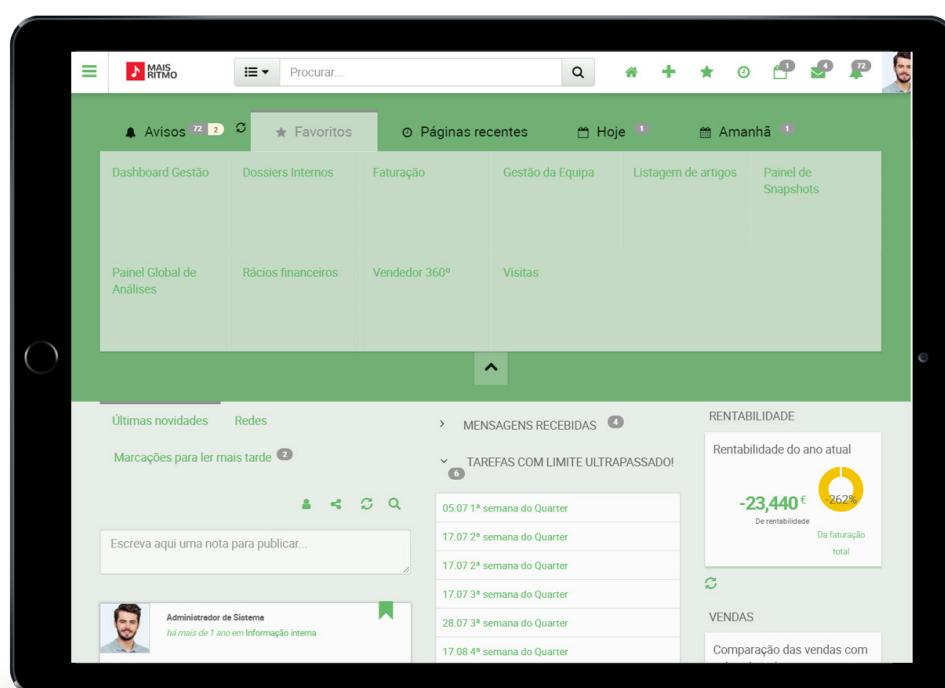 MAIS
RITMO
Procurar...
1
4
72
Avisos 72 2
Favoritos
Páginas recentes
Hoje 1
Amanhã 1
Dashboard Gestão
Dossiers Internos
Faturação
Gestão da Equipa
Listagem de artigos
Painel de
Snapshots
Painel Global de
Análises
Rácios financeiros
Vendedor 360º
Visitas
Últimas novidades
Redes
Marcações para ler mais tarde 2
Escreva aqui uma nota para publicar...
Administrador de Sistema
há mais de 1 ano em Informação interna
MENSAGENS RECEBIDAS 4
TAREFAS COM LIMITE ULTRAPASSADO!
6
05.07 1ª semana do Quarter
17.07 2ª semana do Quarter
17.07 2ª semana do Quarter
17.07 3ª semana do Quarter
28.07 3ª semana do Quarter
17.08 4ª semana do Quarter
RENTABILIDADE
Rentabilidade do ano atual
-23,440 €
De rentabilidade
-262%
Da faturação
total
VENDAS
Comparação das vendas com